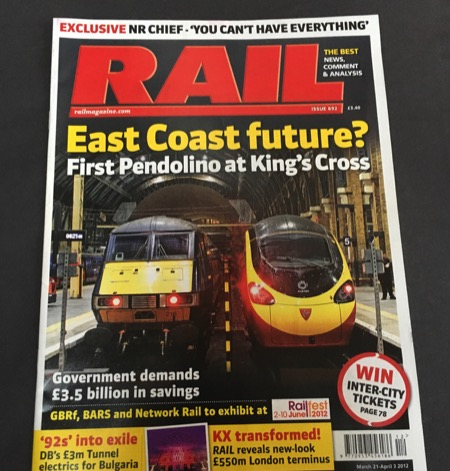 EXCLUSIVE NR CHIEF - 'YOU CAN'T HAVE EVERYTHING'
RAIL
THE BEST
NEWS,
COMMENT
& ANALYSIS
railmagazine.com
ISSUE 692
£3.40
East Coast future?
First Pendolino at King's Cross
5
Government demands
£3.5 billion in savings
WIN
INTER-CITY
TICKETS
PAGE 78
GBRf, BARS and Network Rail to exhibit at
Railfest
2-10 June 2012
'92s' into exile
DB's £3m Tunnel
electrics for Bulgaria
KX transformed!
RAIL reveals new-look
£550m London terminus
March 21-April 3 2012